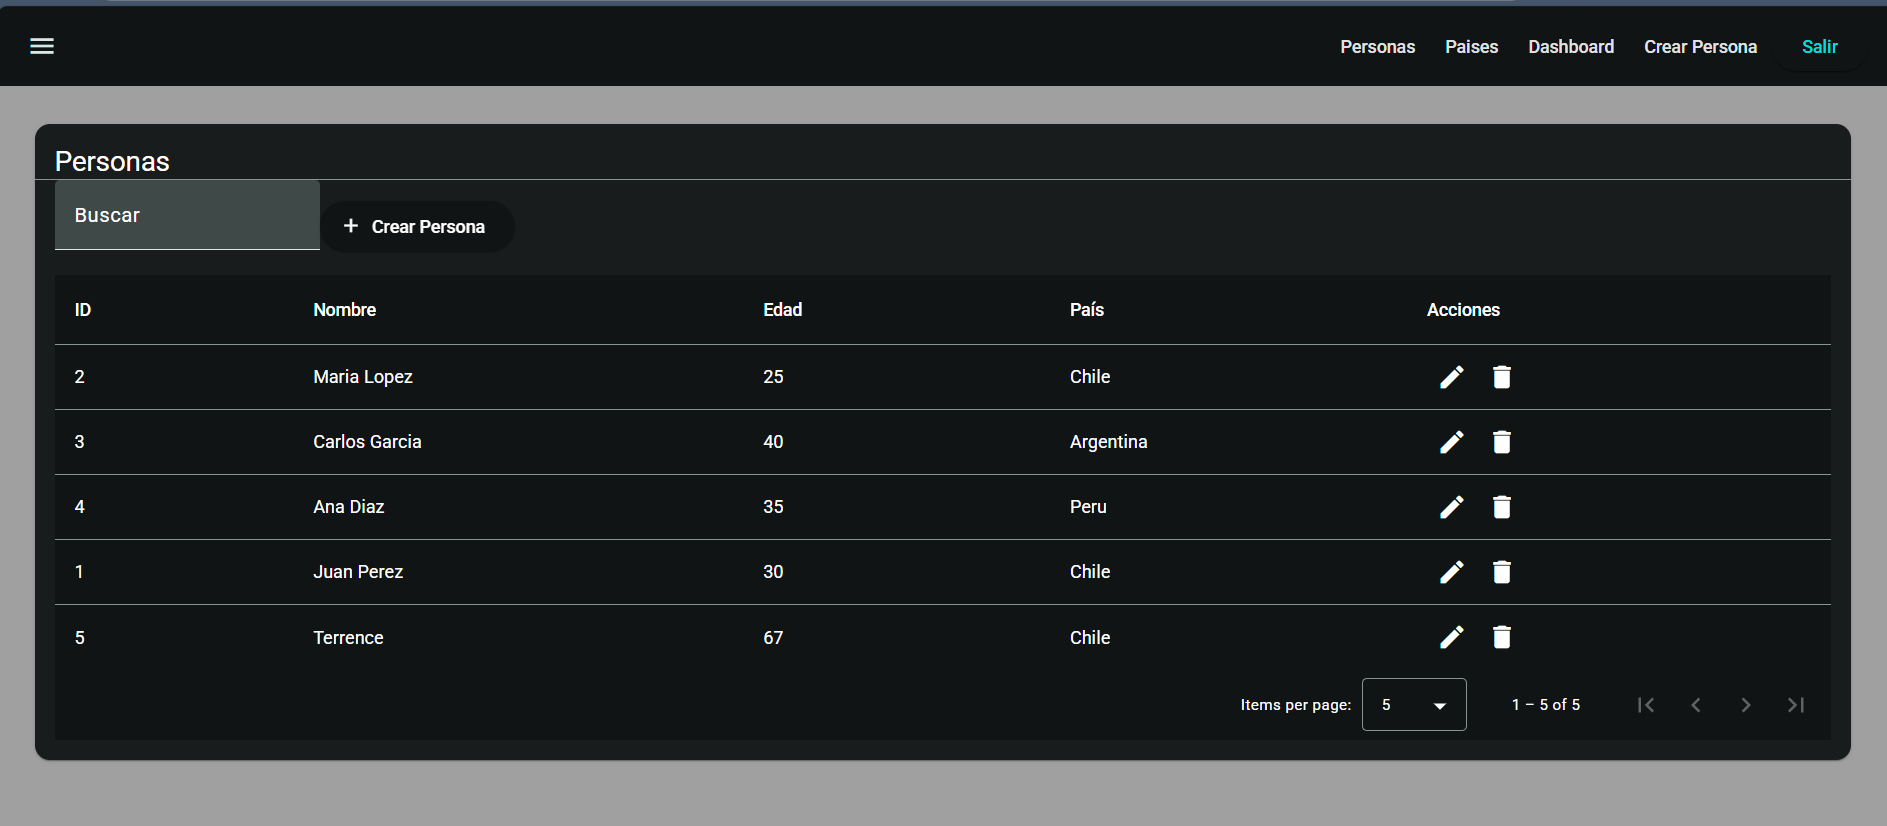 Personas Paises Dashboard Crear Persona Salir
Personas
Buscar
+ Crear Persona
ID Nombre Edad País Acciones
2 Maria Lopez 25 Chile
3 Carlos Garcia 40 Argentina
4 Ana Diaz 35 Peru
1 Juan Perez 30 Chile
5 Terrence 67 Chile
Items per page: 5 1 – 5 of 5